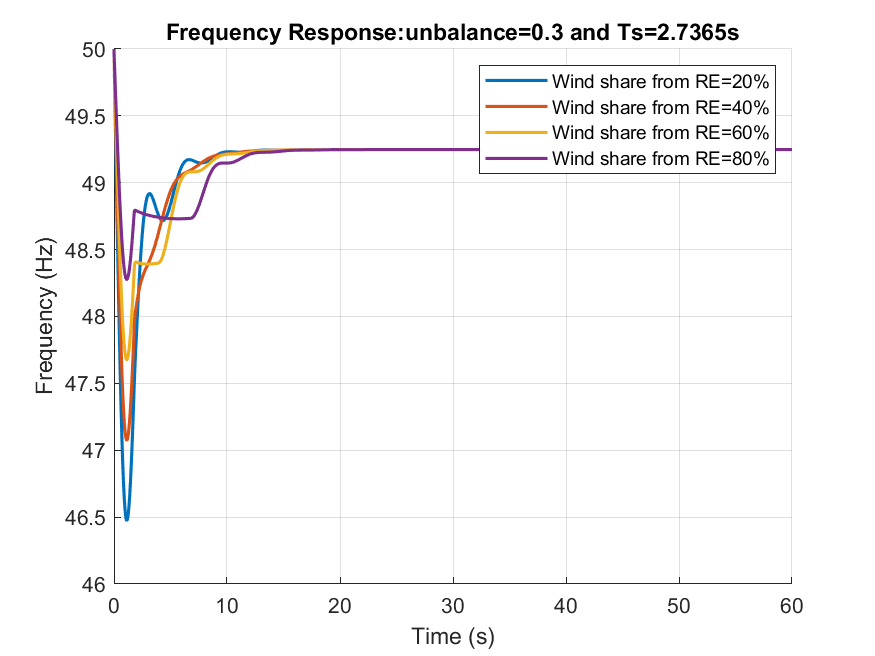 Frequency Response:unbalance=0.3 and Ts=2.7365s
50
49.5
49
48.5
48
47.5
47
46.5
46
Frequency (Hz)
Wind share from RE=20%
Wind share from RE=40%
Wind share from RE=60%
Wind share from RE=80%
0 10 20 30 40 50 60
Time (s)